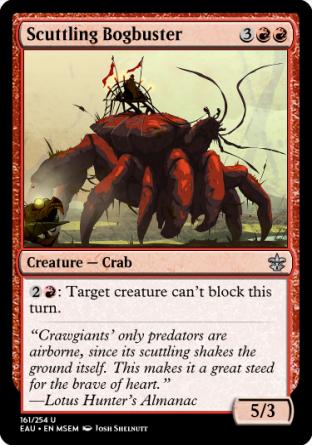 Scuttling Bogbuster 3
Creature — Crab
2 : Target creature can't block this
turn.
"Crawgiants' only predators are
airborne, since its scuttling shakes the
ground itself. This makes it a great steed
for the brave of heart."
—Lotus Hunter's Almanac
5/3
161/254 U
EAU • EN MSEM Josh Shelnutt